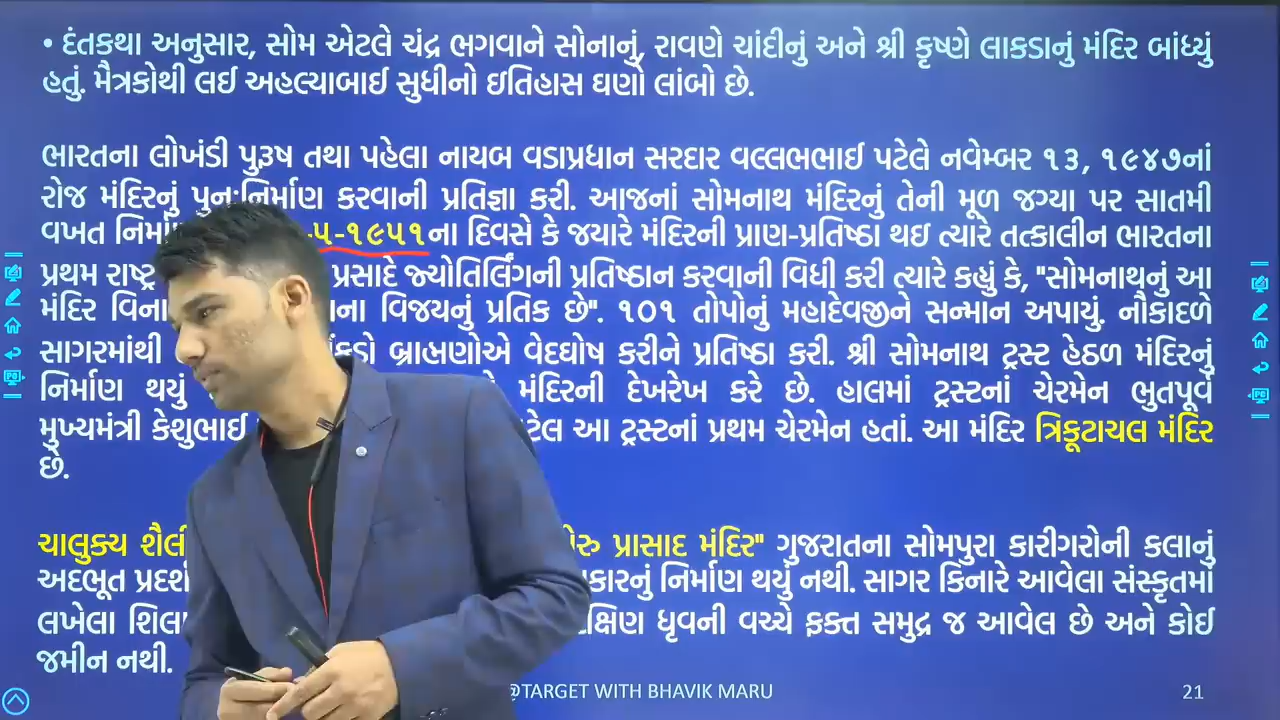 • દંતકથા અનુસાર, સોમ એટલે ચંદ્ર ભગવાને સોનાનું, રાવણે ચાંદીનું અને શ્રી કૃષ્ણે લાકડાનું મંદિર બાંધ્યું
હતું. મૈત્રકોથી લઈ અહલ્યાબાઈ સુધીનો ઇતિહાસ ઘણો લાંબો છે.
ભારતના લોખંડી પુરૂષ તથા પહેલા નાયબ વડાપ્રધાન સરદાર વલ્લભભાઈ પટેલે નવેમ્બર ૧૩, ૧૯૪૭નાં
રોજ મંદિરનું પુનઃનિર્માણ કરવાની પ્રતિજ્ઞા કરી. આજનાં સોમનાથ મંદિરનું તેની મૂળ જગ્યા પર સાતમી
વખત -૫-૧૯૫૧ના દિવસે કે જયારે મંદિરની પ્રાણ-પ્રતિષ્ઠા થઇ ત્યારે તત્કાલીન ભારતના
પ્રથમ પ્રસાદે જ્યોતિર્લિંગની પ્રતિષ્ઠાન કરવાની વિધી કરી ત્યારે કહ્યું કે, "સોમનાથનું આ
મંદિર વિજયનું પ્રતિક છે". ૧૦૧ તોપોનું મહાદેવજીને સન્માન અપાયું. નૌકાદળે
સાગરમાંથી બ્રાહ્મણોએ વેદઘોષ કરીને પ્રતિષ્ઠા કરી. શ્રી સોમનાથ ટ્રસ્ટ હેઠળ મંદિરનું
નિર્માણ થયું મંદિરની દેખરેખ કરે છે. હાલમાં ટ્રસ્ટનાં ચેરમેન ભુતપૂર્વ
મુખ્યમંત્રી કેશુભાઈ આ ટ્રસ્ટનાં પ્રથમ ચેરમેન હતાં. આ મંદિર ત્રિકૂટાચલ મંદિર
છે.
ચાલુક્ય પ્રાસાદ મંદિર" ગુજરાતના સોમપુરા કારીગરોની કલાનું
અદભૂત નિર્માણ થયું નથી. સાગર કિનારે આવેલા સંસ્કૃતમાં
લખેલા ધૃવની વચ્ચે ફક્ત સમુદ્ર જ આવેલ છે અને કોઈ
જમીન નથી.
@TARGET WITH BHAVIK MARU
21